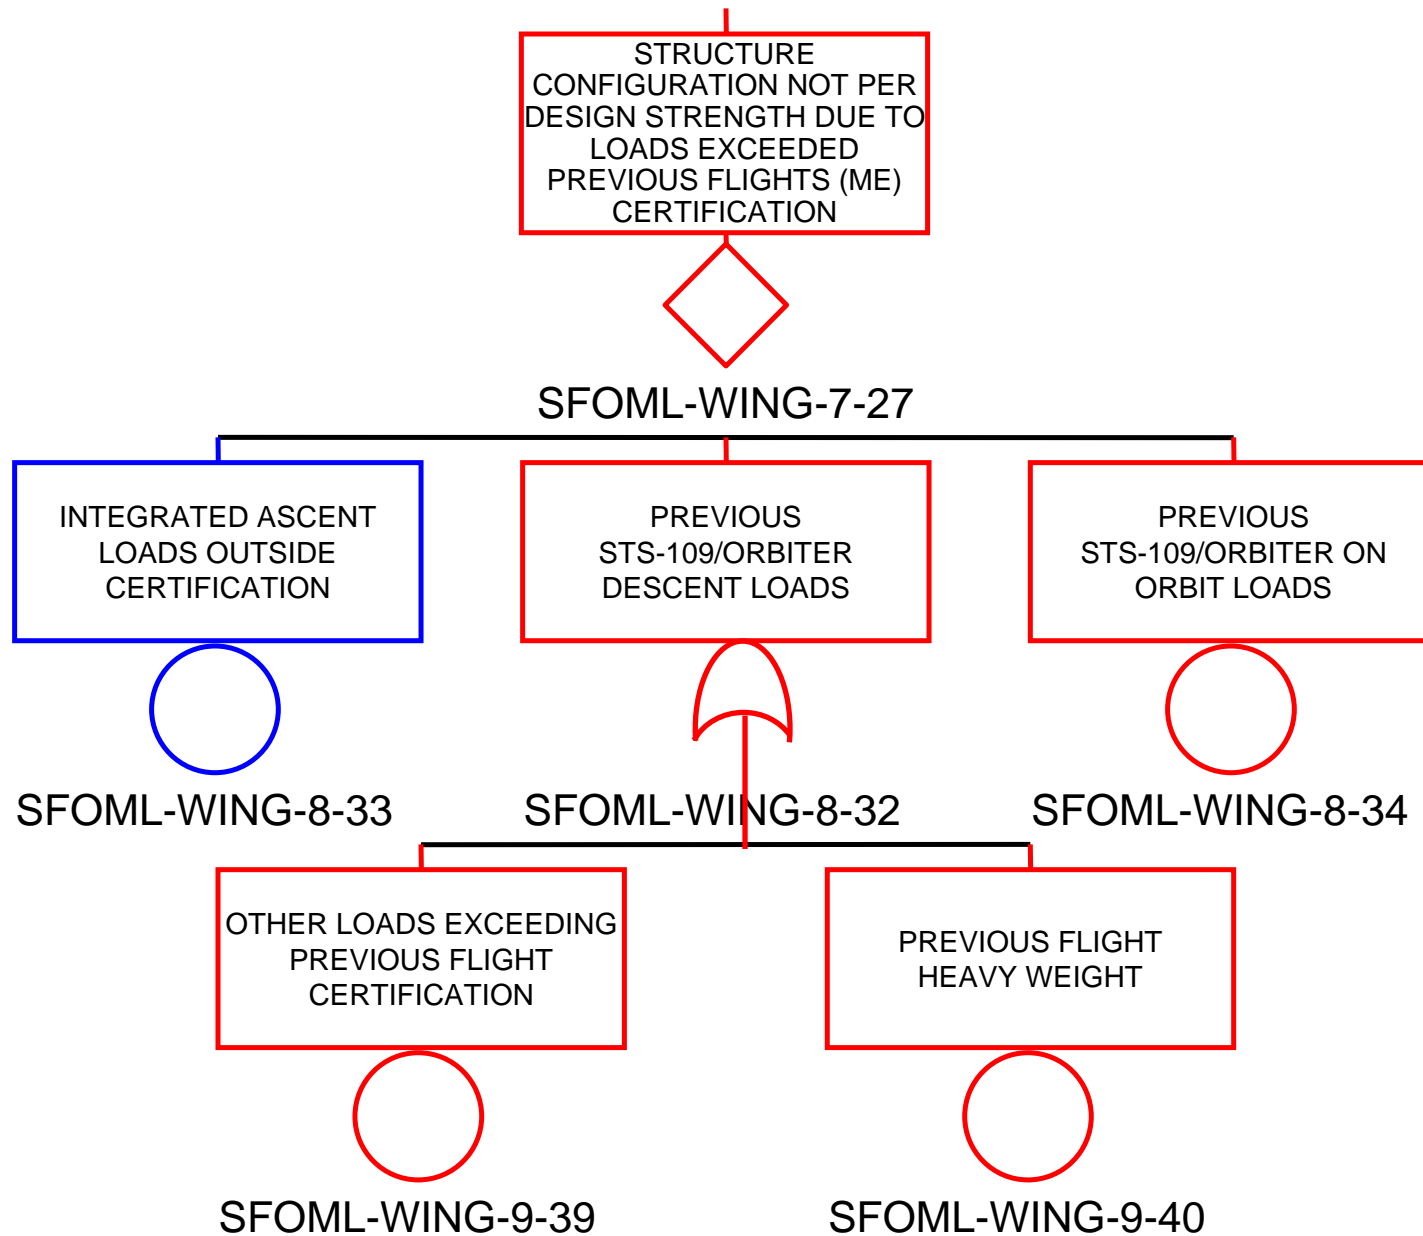 STRUCTURE
CONFIGURATION NOT PER
DESIGN STRENGTH DUE TO
LOADS EXCEEDED
PREVIOUS FLIGHTS (ME)
CERTIFICATION
SFOML-WING-7-27
INTEGRATED ASCENT
LOADS OUTSIDE
CERTIFICATION
SFOML-WING-8-33
PREVIOUS
STS-109/ORBITER
DESCENT LOADS
SFOML-WING-8-32
PREVIOUS
STS-109/ORBITER ON
ORBIT LOADS
SFOML-WING-8-34
OTHER LOADS EXCEEDING
PREVIOUS FLIGHT
CERTIFICATION
SFOML-WING-9-39
PREVIOUS FLIGHT
HEAVY WEIGHT
SFOML-WING-9-40